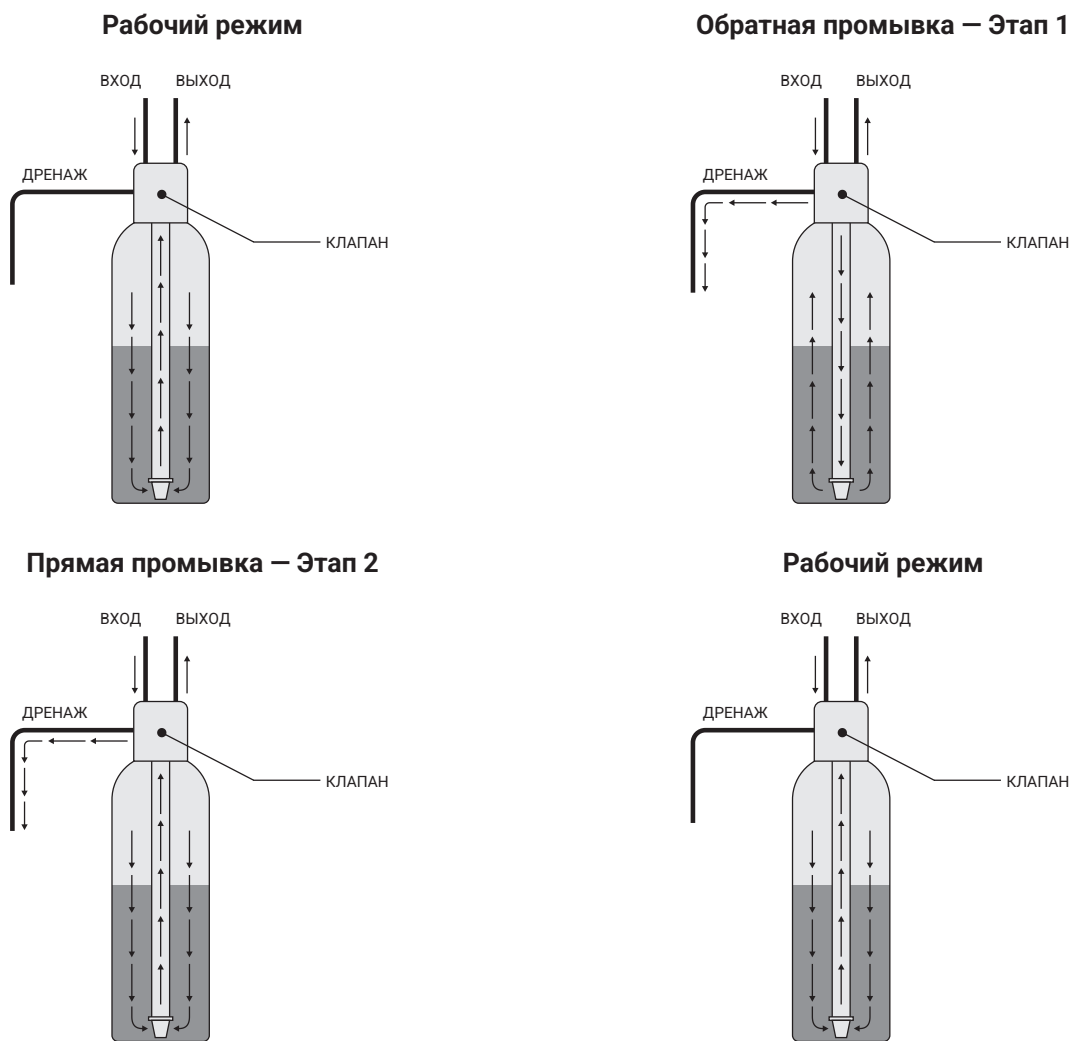 Рабочий режим
ВХОД ВЫХОД
ДРЕНАЖ
КЛАПАН
Обратная промывка — Этап 1
ВХОД ВЫХОД
ДРЕНАЖ
КЛАПАН
Прямая промывка — Этап 2
ВХОД ВЫХОД
ДРЕНАЖ
КЛАПАН
Рабочий режим
ВХОД ВЫХОД
ДРЕНАЖ
КЛАПАН